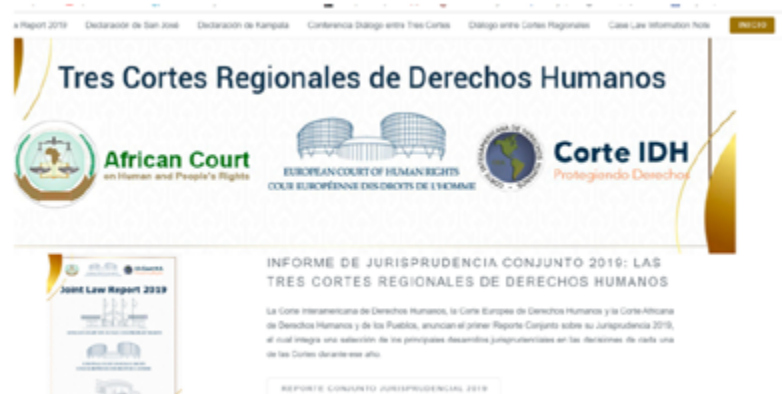 Report 2019 Declaración de San José Declaración de Kampala Conferencia Diálogo entre Tres Cortes Diálogo entre Cortes Regionales Case Law Information Note INICIO
Tres Cortes Regionales de Derechos Humanos
African Court
on Human and People's Rights
EUROPEAN COURT OF HUMAN RIGHTS
COUR EUROPÉENNE DES DROITS DE L'HOMME
CORTE INTERAMERICANA DE DERECHOS HUMANOS
Corte IDH
Protegiendo Derechos
Joint Law Report 2019
INFORME DE JURISPRUDENCIA CONJUNTO 2019: LAS
TRES CORTES REGIONALES DE DERECHOS HUMANOS
La Corte Interamericana de Derechos Humanos, la Corte Europea de Derechos Humanos y la Corte Africana
de Derechos Humanos y de los Pueblos, anuncian el primer Reporte Conjunto sobre su Jurisprudencia 2019,
el cual integra una selección de los principales desarrollos jurisprudenciales en las decisiones de cada una
de las Cortes durante ese año.
REPORTE CONJUNTO JURISPRUDENCIAL 2019